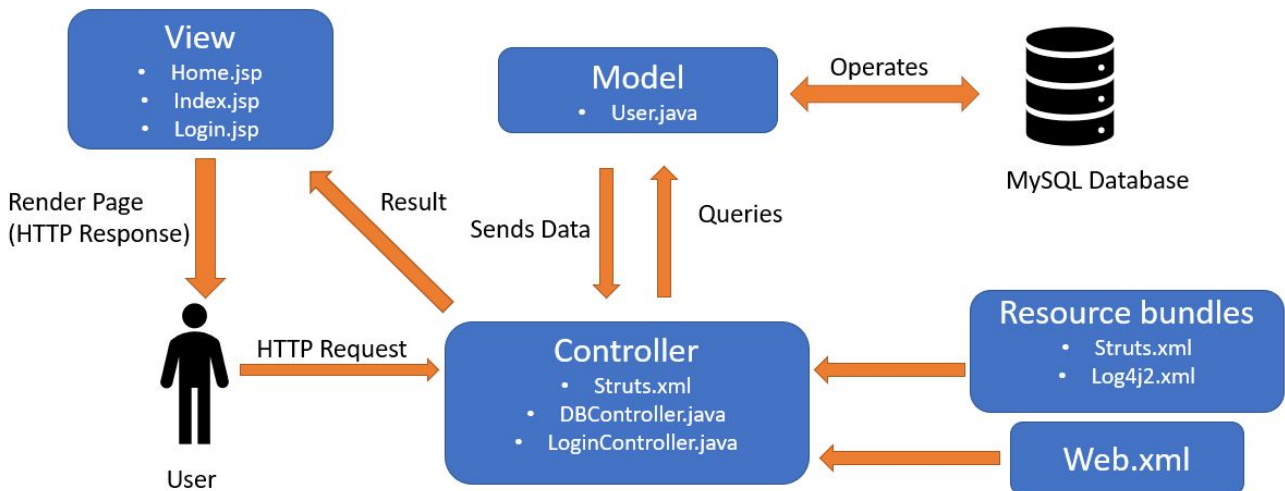 View
• Home.jsp
• Index.jsp
• Login.jsp
Model
• User.java
Operates
MySQL Database
Render Page
(HTTP Response)
Result
Sends Data
Queries
User
HTTP Request
Controller
• Struts.xml
• DBController.java
• LoginController.java
Resource bundles
• Struts.xml
• Log4j2.xml
Web.xml